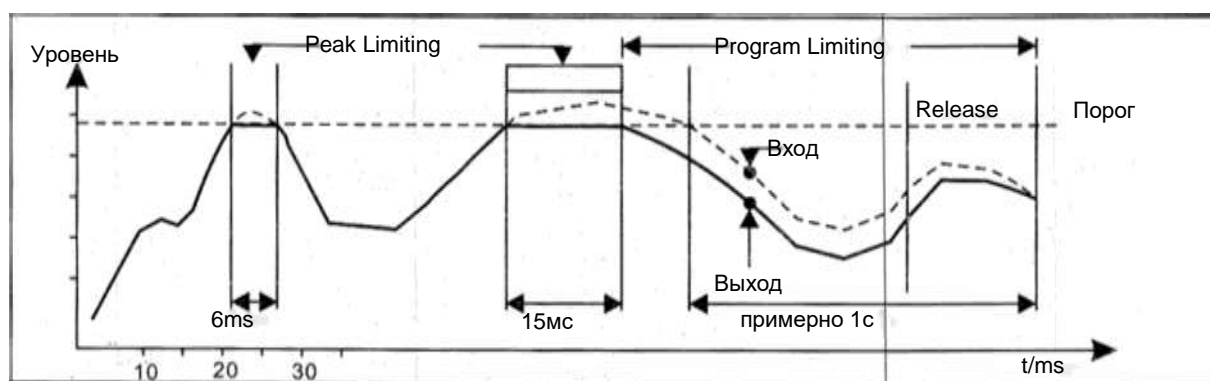 Peak Limiting
Program Limiting
Уровень
Release
Порог
Вход
Выход
6ms
15мс
примерно 1с
t/ms
10 20 30